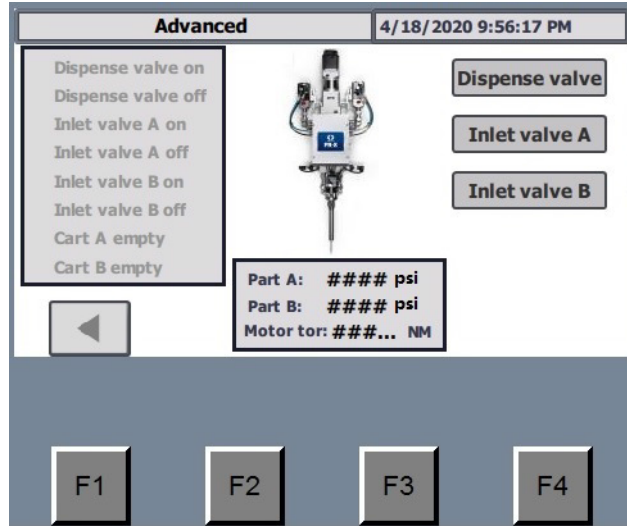 Advanced
4/18/2020 9:56:17 PM
Dispense valve on
Dispense valve off
Inlet valve A on
Inlet valve A off
Inlet valve B on
Inlet valve B off
Cart A empty
Cart B empty
PR-X
Dispense valve
Inlet valve A
Inlet valve B
Part A: #### psi
Part B: #### psi
Motor tor: ###... NM
F1 F2 F3 F4